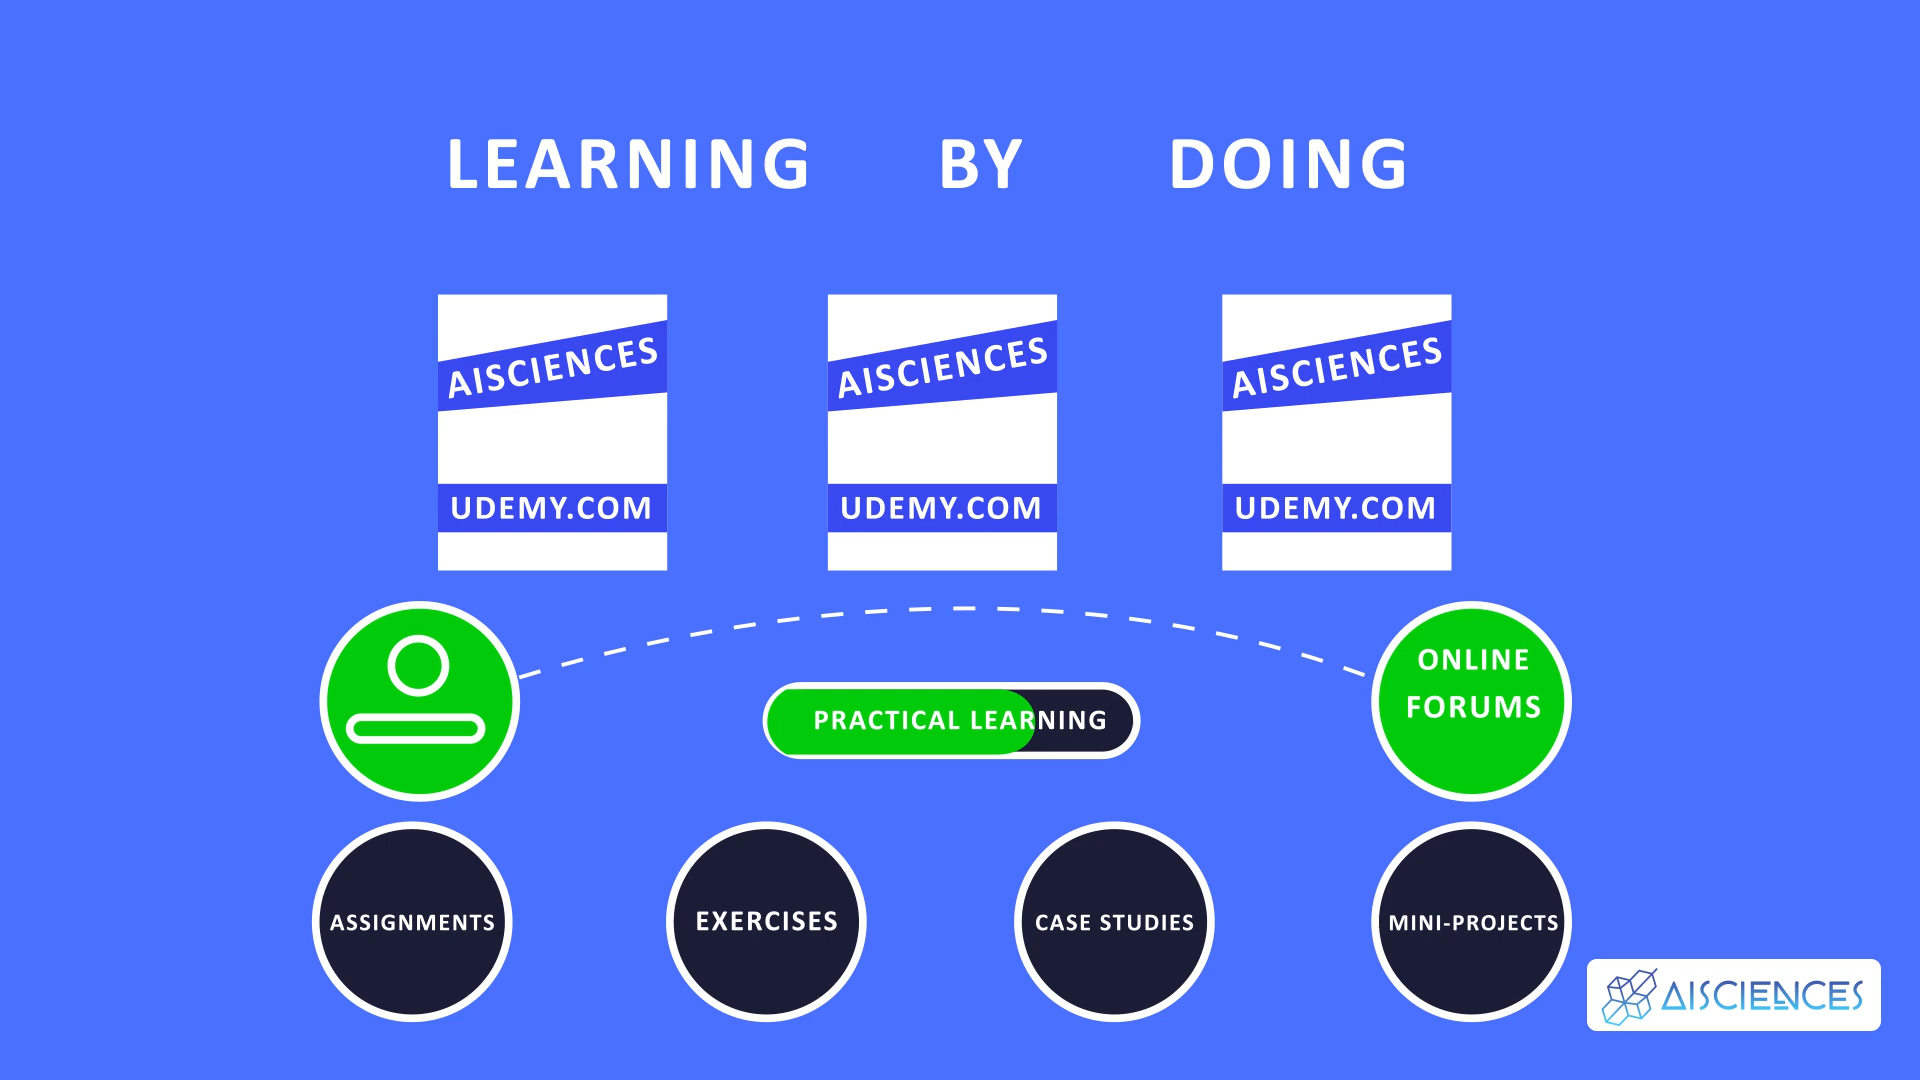 LEARNING BY DOING
AISCIENCES
AISCIENCES
AISCIENCES
UDEMY.COM
UDEMY.COM
UDEMY.COM
ONLINE
FORUMS
PRACTICAL LEARNING
ASSIGNMENTS
EXERCISES
CASE STUDIES
MINI-PROJECTS
AISCIENCES